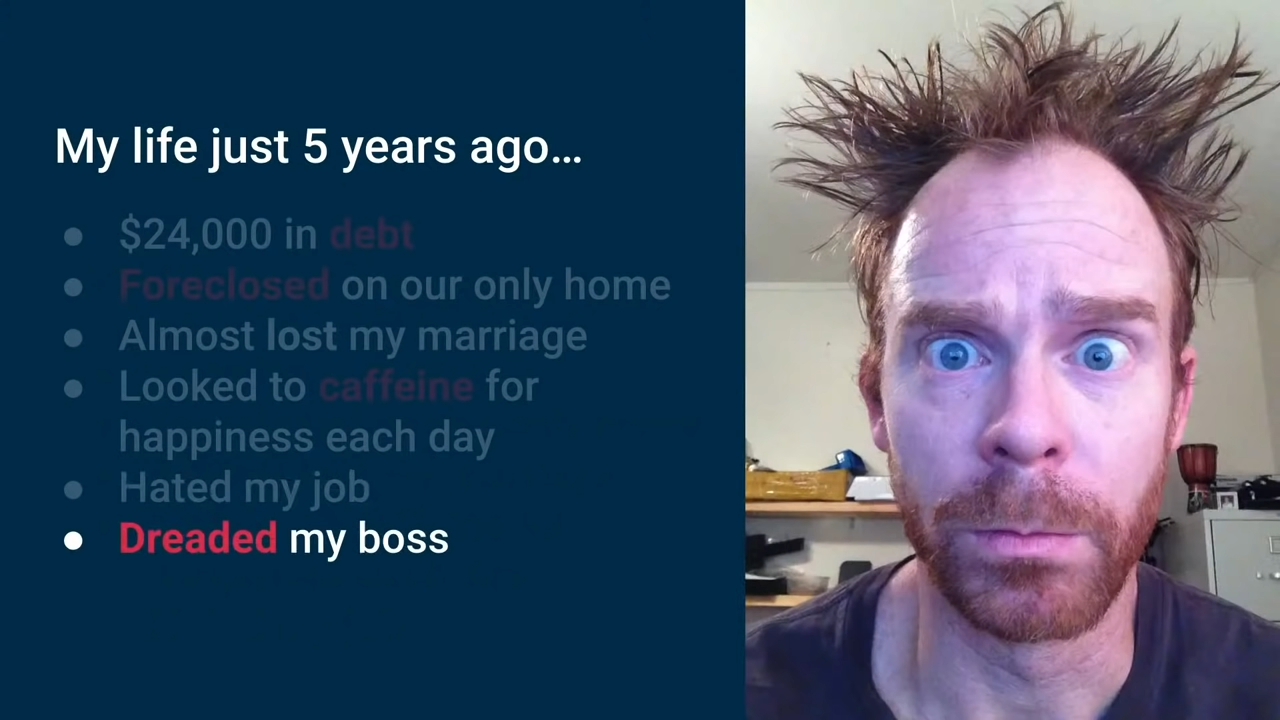 My life just 5 years ago…
● $24,000 in debt
● Foreclosed on our only home
● Almost lost my marriage
● Looked to caffeine for
happiness each day
● Hated my job
● Dreaded my boss